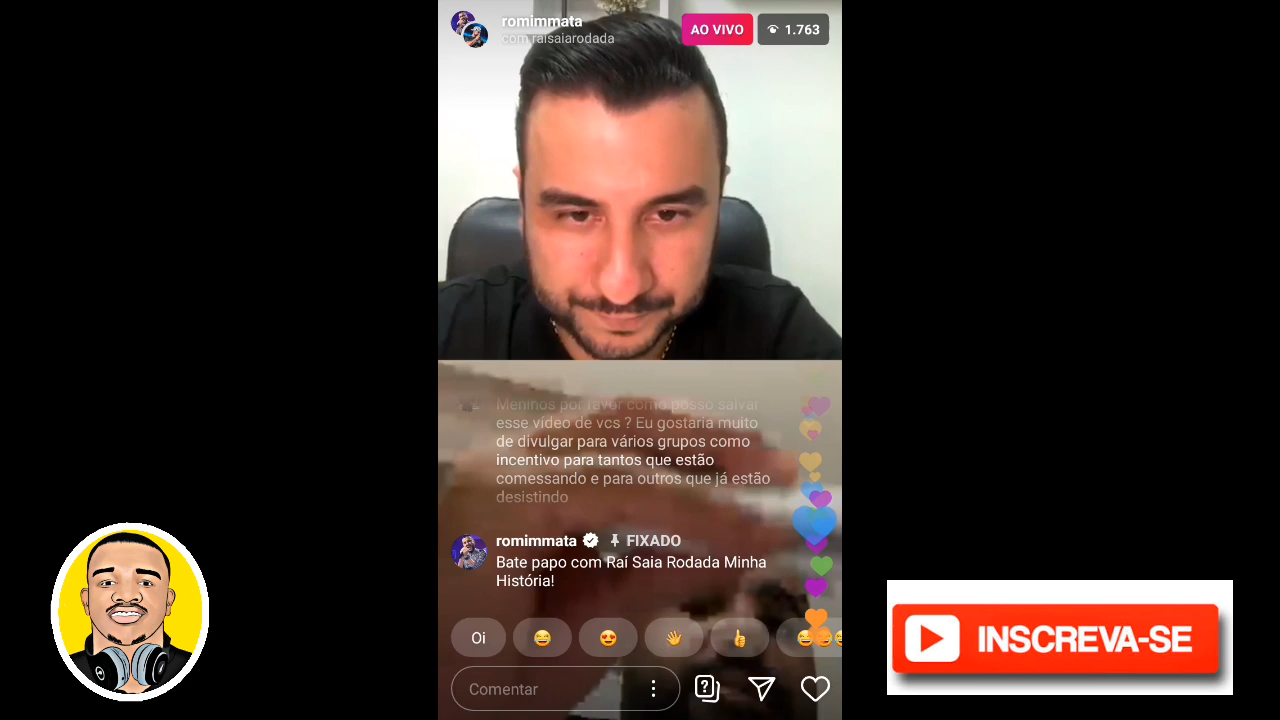 romimmata
com raisaiarodada
AO VIVO
1.763
Meninos por favor como posso salvar
esse vídeo de vcs ? Eu gostaria muito
de divulgar para vários grupos como
incentivo para tantos que estão
comessando e para outros que já estão
desistindo
romimmata FIXADO
Bate papo com Raí Saia Rodada Minha
História!
Oi
Comentar
INSCREVA-SE